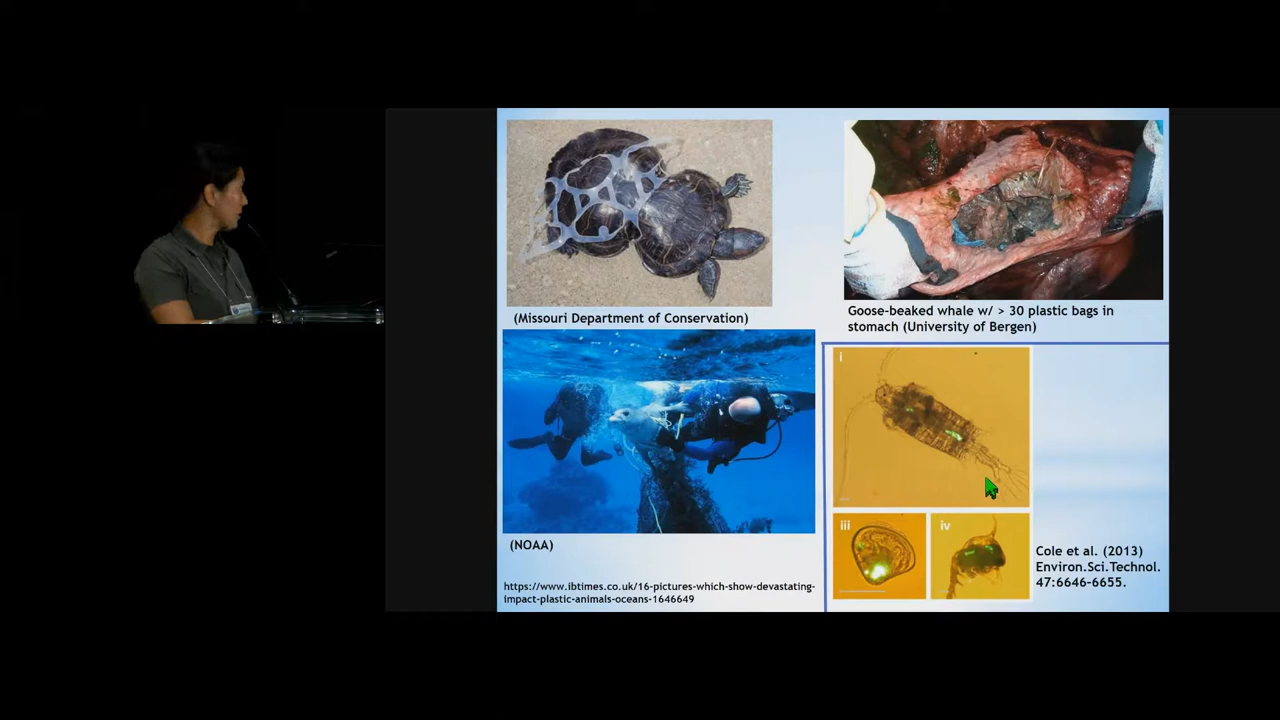 (Missouri Department of Conservation)
Goose-beaked whale w/ > 30 plastic bags in
stomach (University of Bergen)
(NOAA)
https://www.ibtimes.co.uk/16-pictures-which-show-devastating-
impact-plastic-animals-oceans-1646649
i
iii
iv
Cole et al. (2013)
Environ.Sci.Technol.
47:6646-6655.